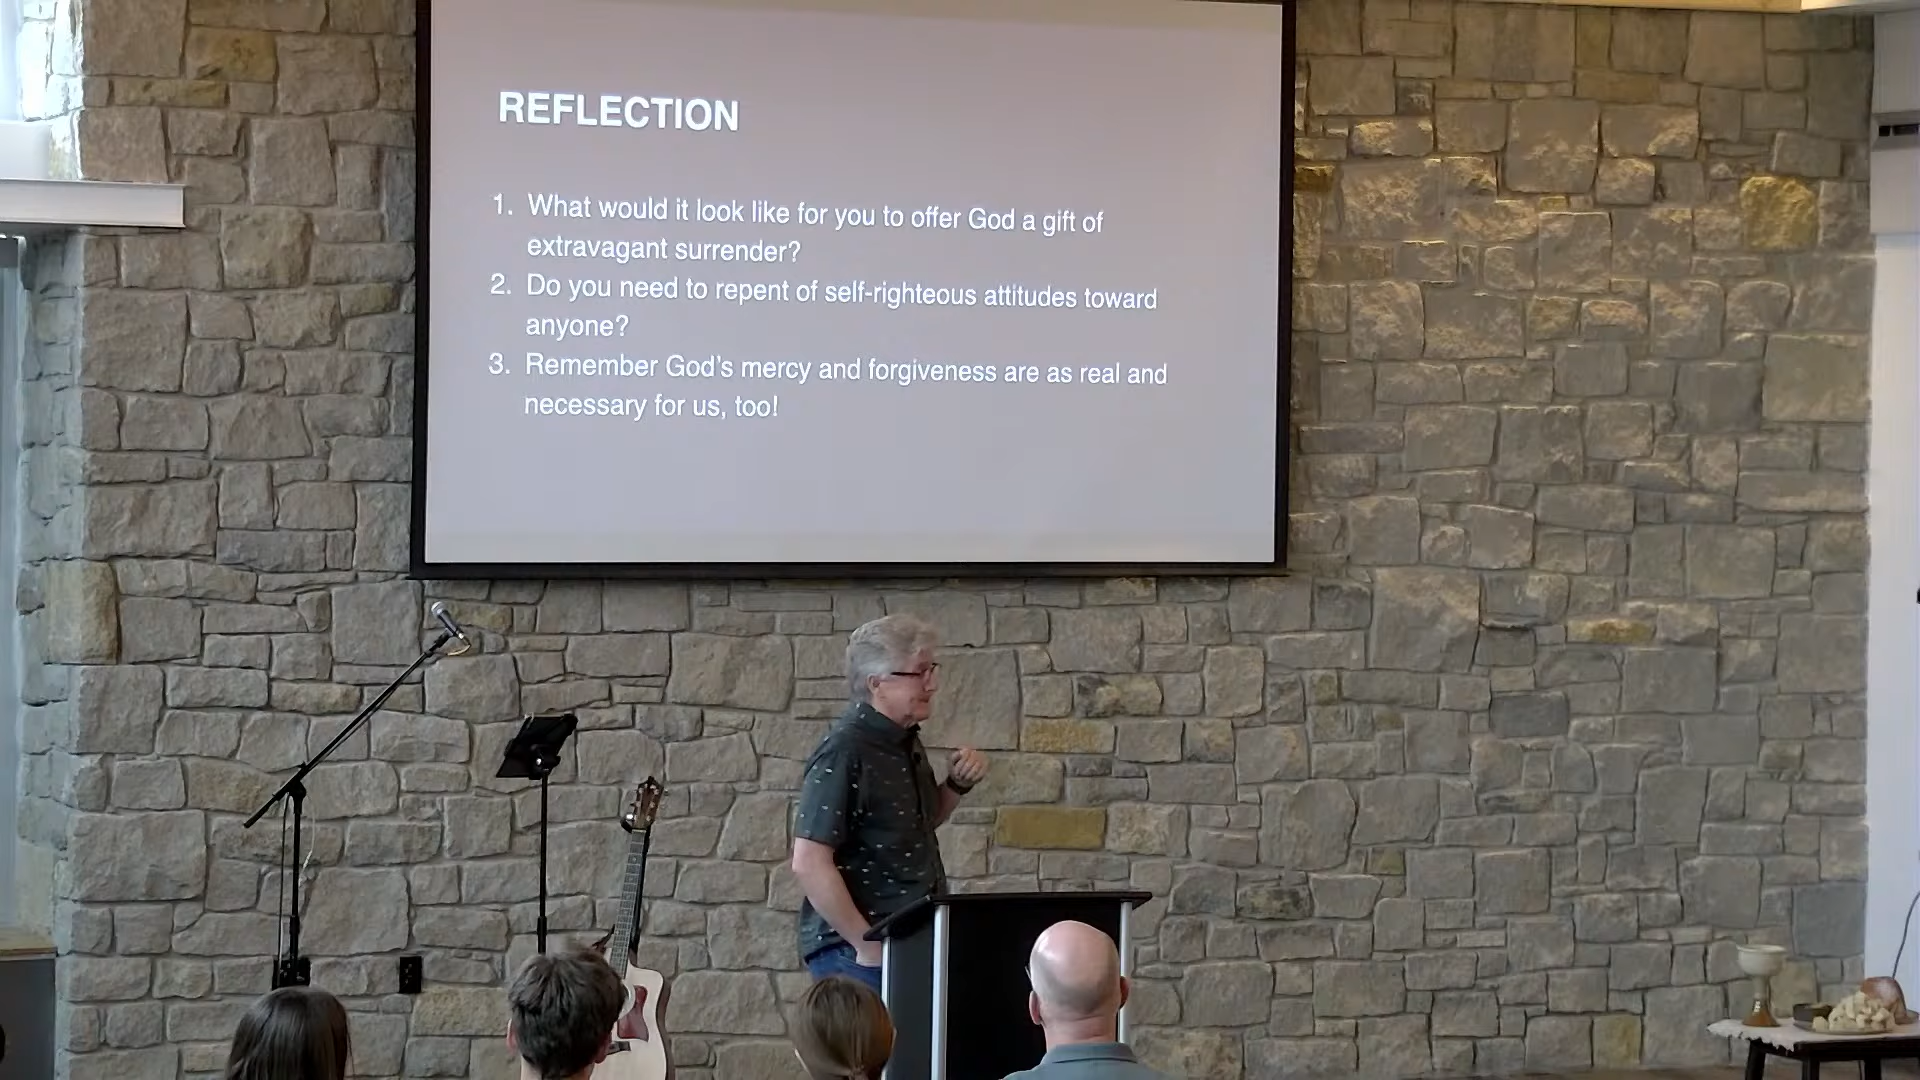 REFLECTION
1. What would it look like for you to offer God a gift of
extravagant surrender?
2. Do you need to repent of self-righteous attitudes toward
anyone?
3. Remember God's mercy and forgiveness are as real and
necessary for us, too!